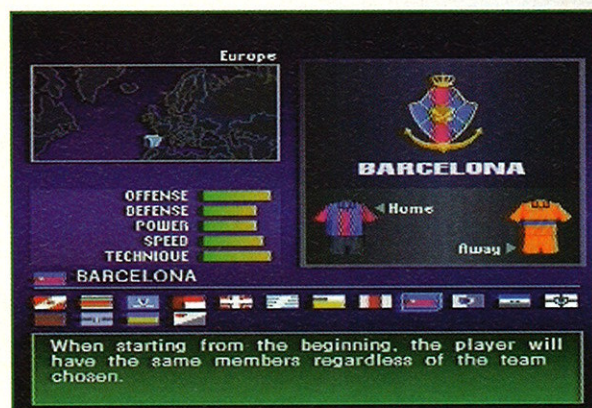 Europe
BARCELONA
OFFENSE
DEFENSE
POWER
SPEED
TECHNIQUE
Home
Away
BARCELONA
When starting from the beginning, the player will
have the same members regardless of the team
chosen.